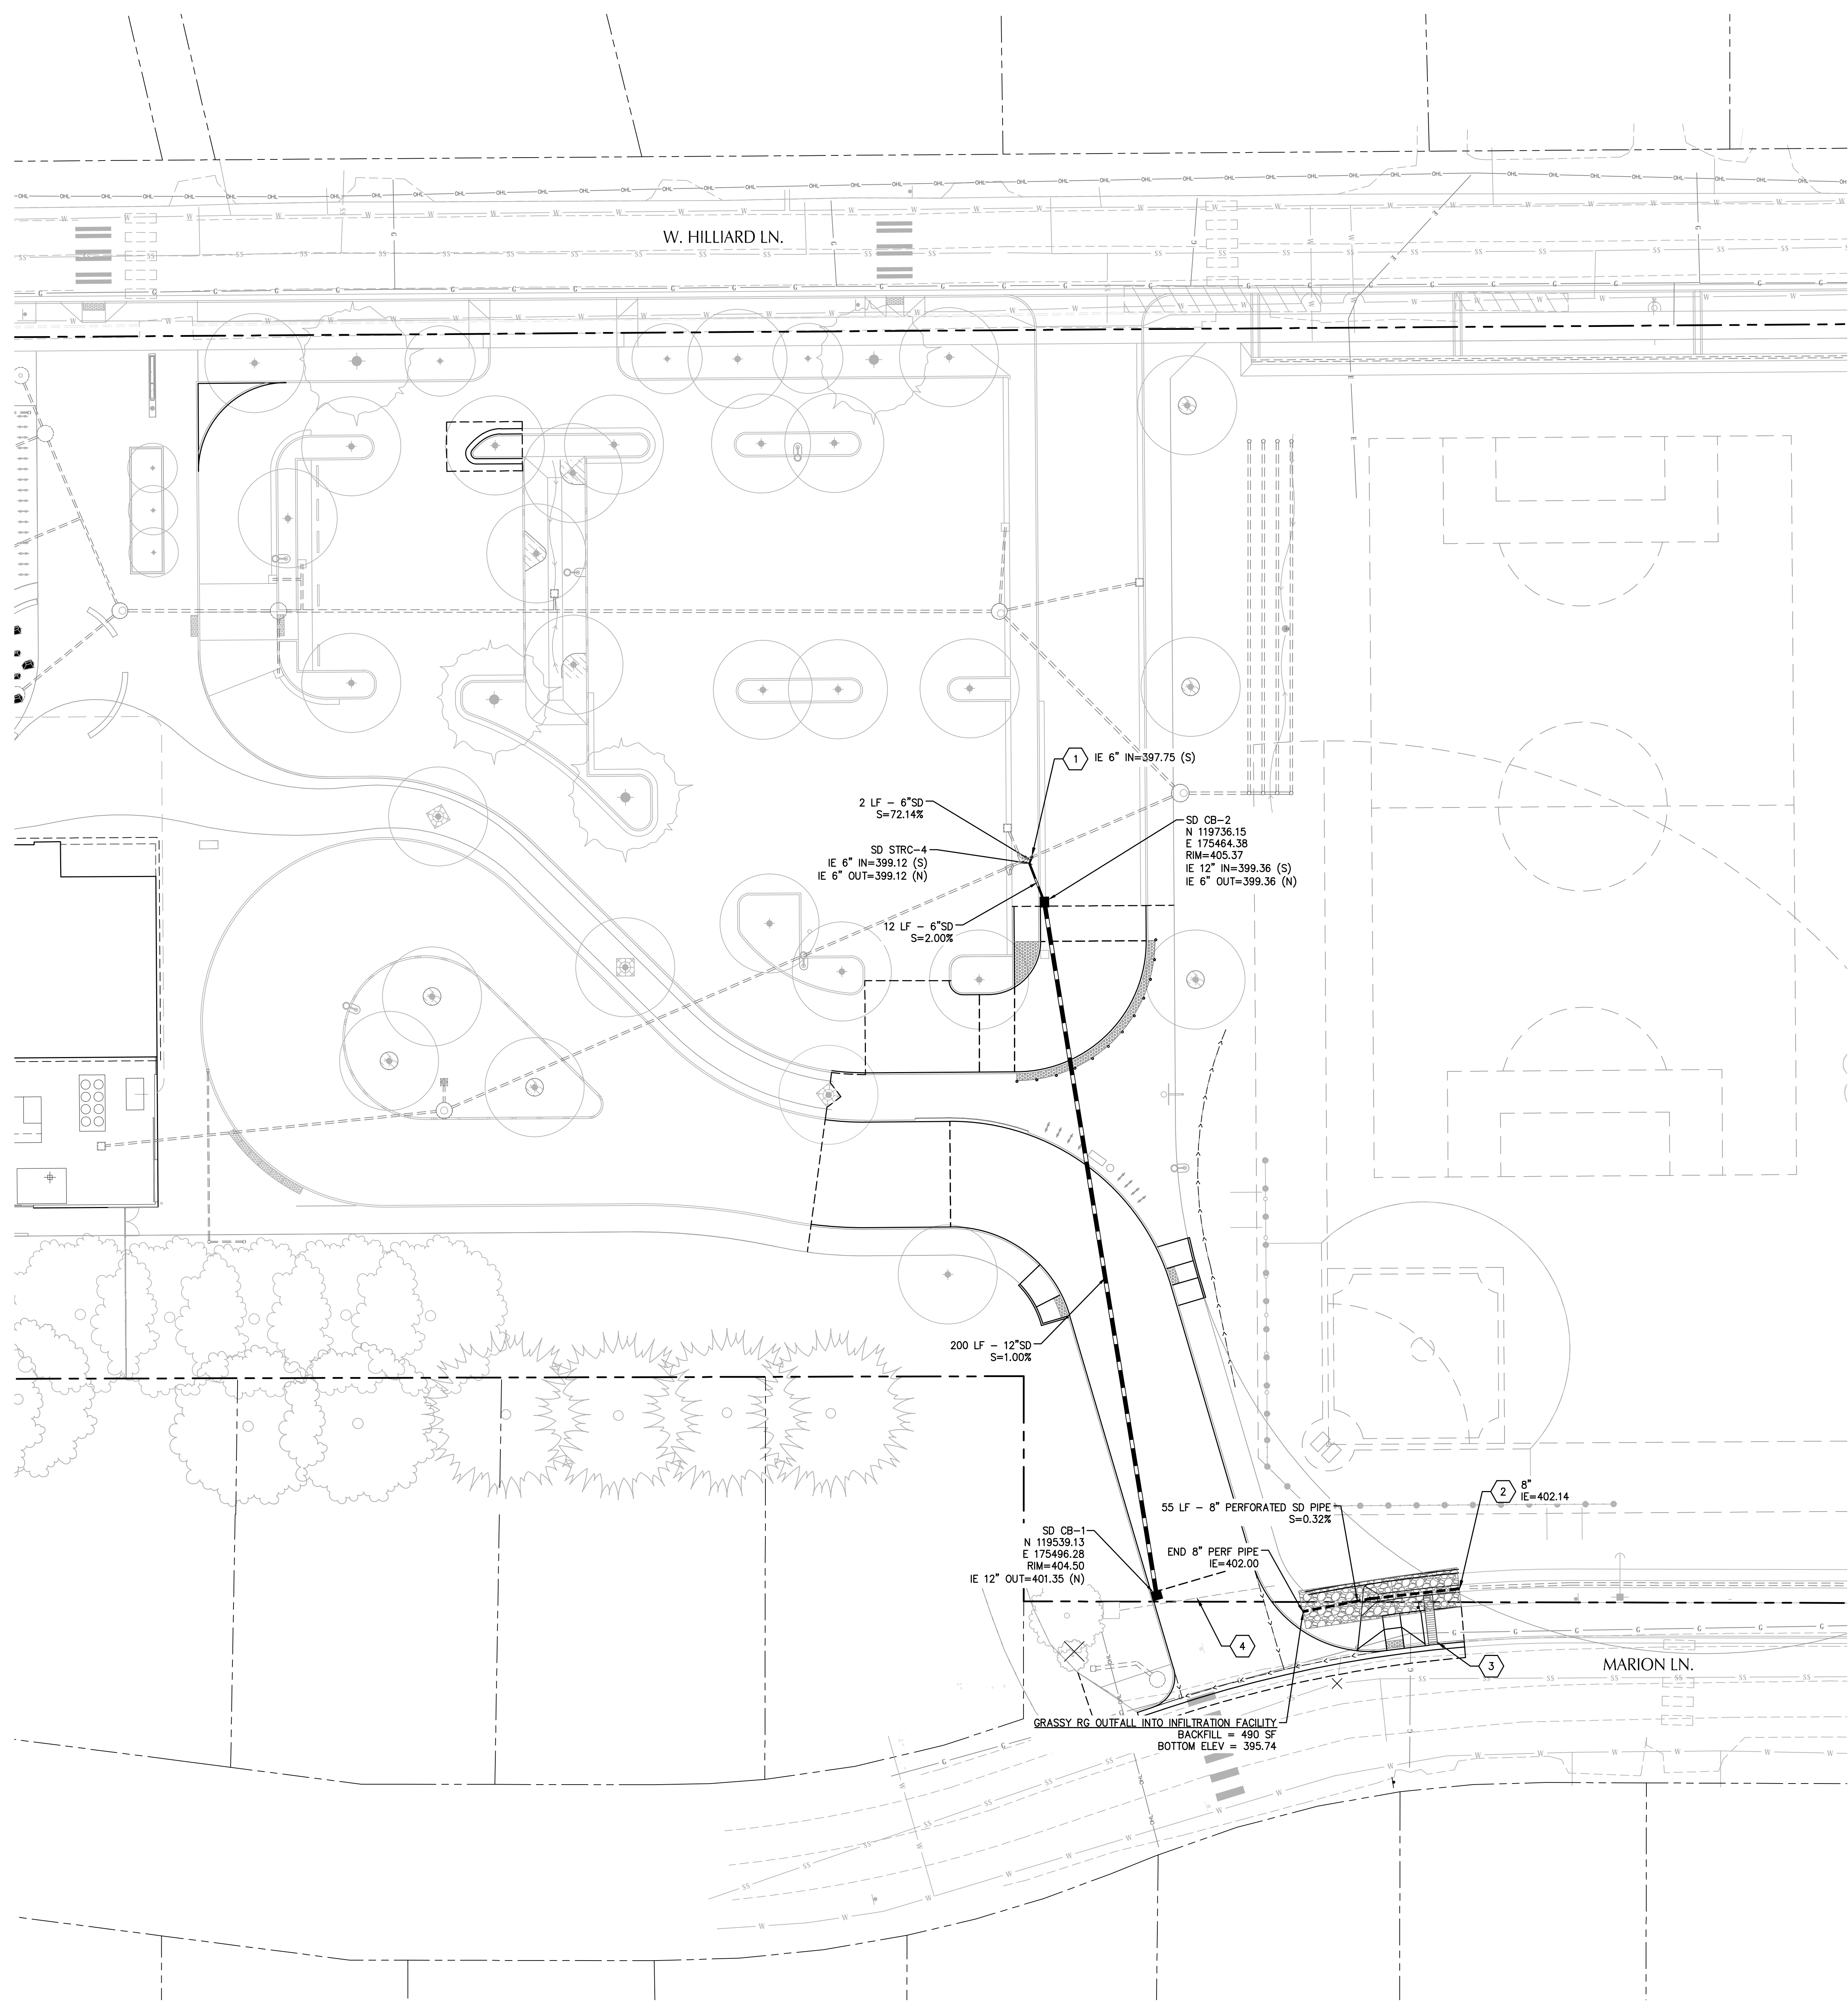 W. HILLIARD LN.
1
IE 6" IN=397.75 (S)
2 LF - 6"SD
S=72.14%
SD STRC-4
IE 6" IN=399.12 (S)
IE 6" OUT=399.12 (N)
SD CB-2
N 119736.15
E 175464.38
RIM=405.37
IE 12" IN=399.36 (S)
IE 6" OUT=399.36 (N)
12 LF - 6"SD
S=2.00%
200 LF - 12"SD
S=1.00%
2
8"
IE=402.14
55 LF - 8" PERFORATED SD PIPE
S=0.32%
SD CB-1
N 119539.13
E 175496.28
RIM=404.50
IE 12" OUT=401.35 (N)
END 8" PERF PIPE
IE=402.00
4
3
MARION LN.
GRASSY RG OUTFALL INTO INFILTRATION FACILITY
BACKFILL = 490 SF
BOTTOM ELEV = 395.74